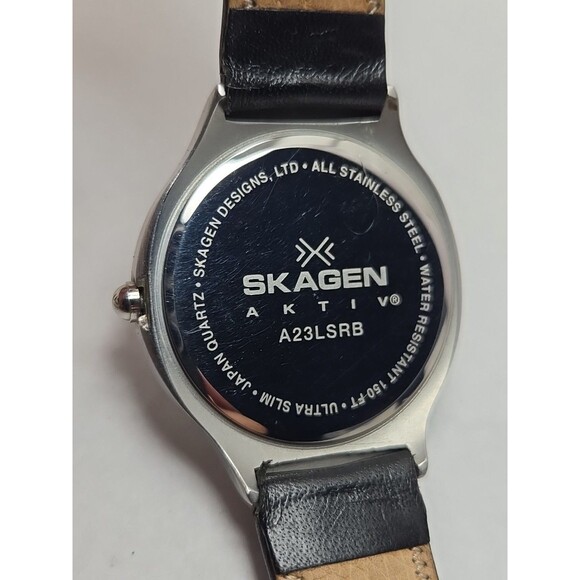 SKAGEN
AKTIV®
A23LSRB
SKAGEN DESIGNS, LTD • ALL STAINLESS STEEL • WATER RESISTANT 150-FT • ULTRA SLIM • JAPAN QUARTZ •